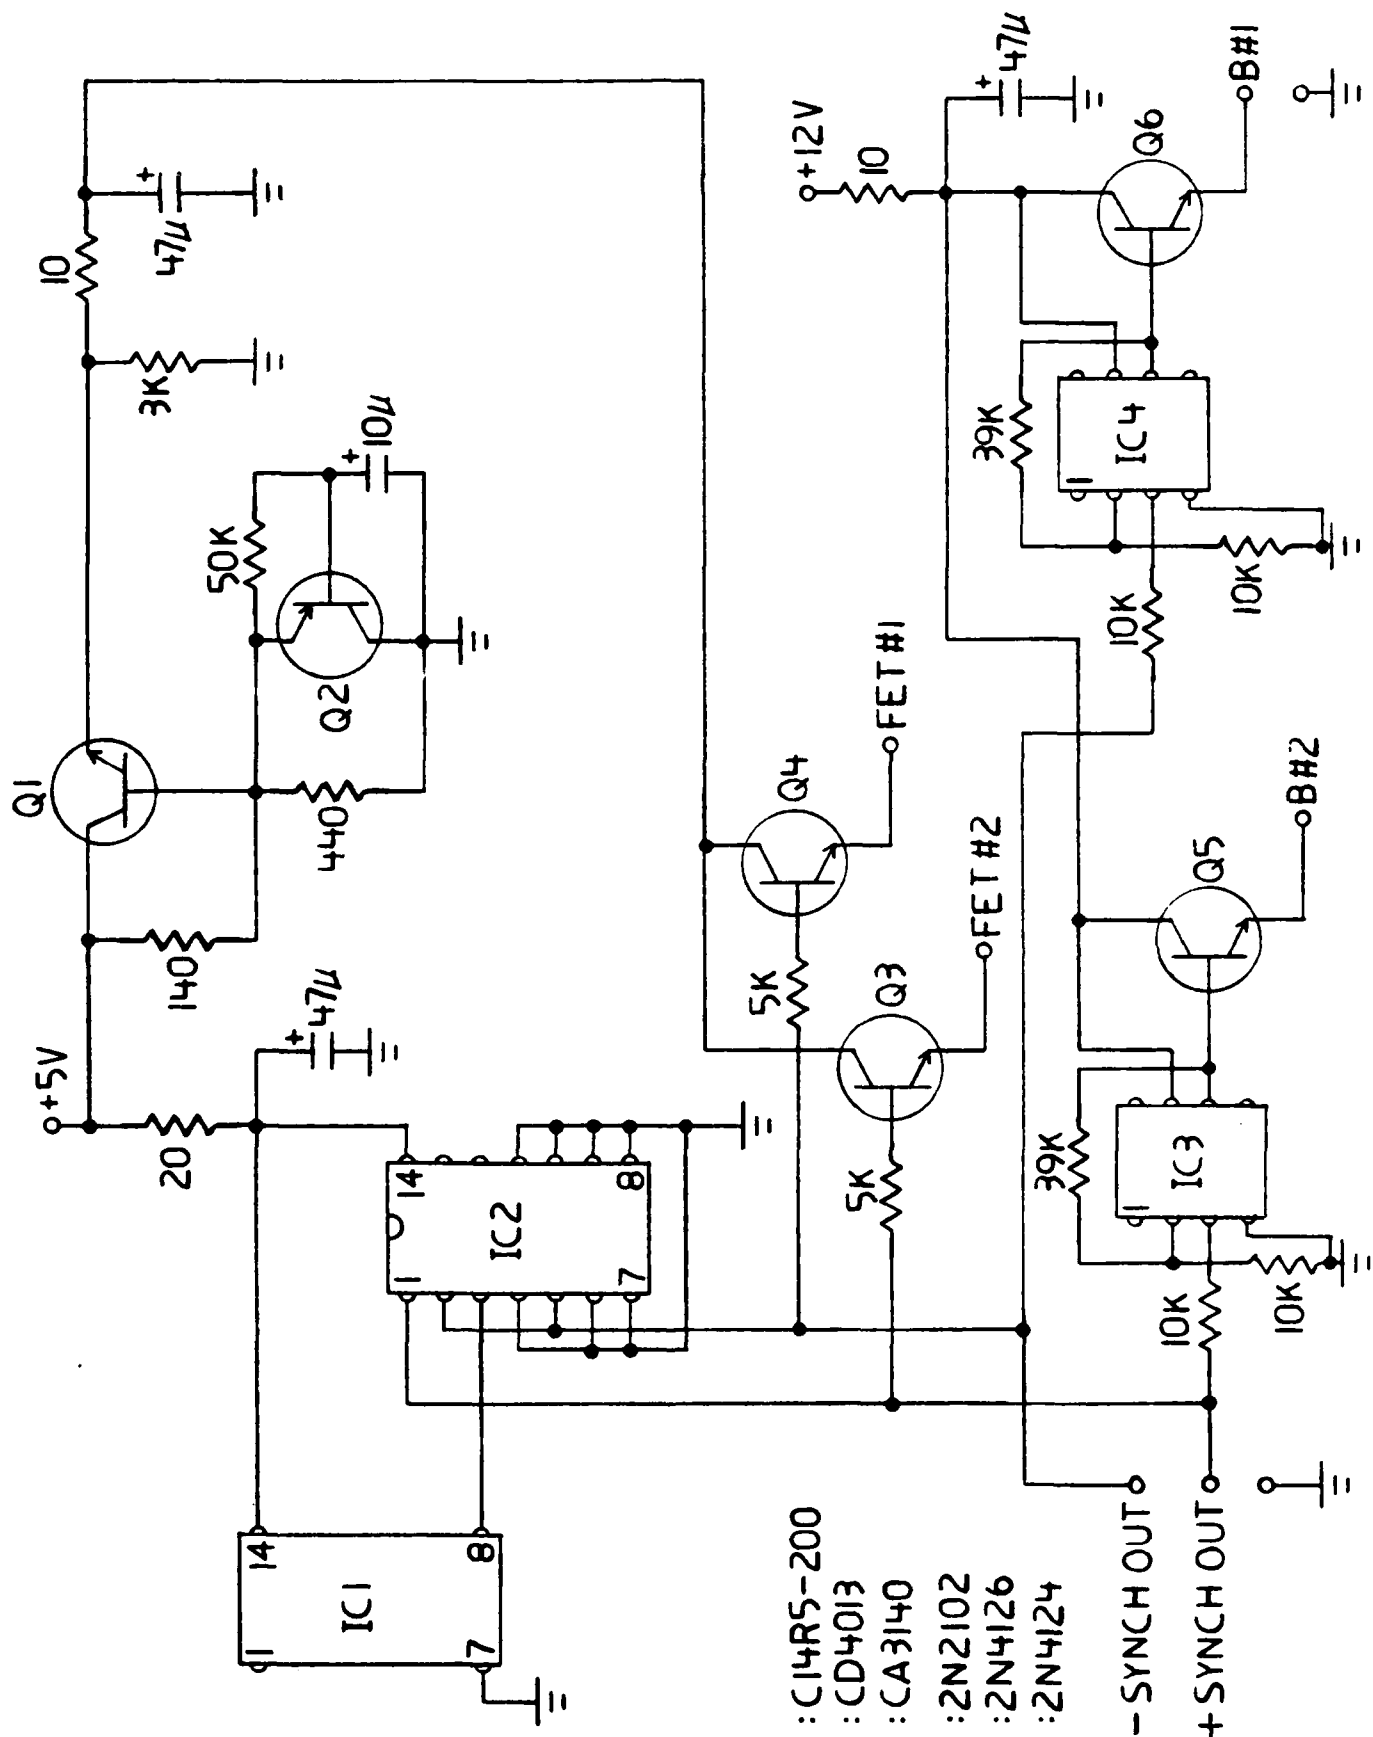 Q1
10
+
47µ
3K
+
10µ
50K
Q2
440
140
+5V
20
+
47µ
14
8
IC2
1
7
14
1
IC1
8
7
Q4
5K
FET#1
Q3
5K
FET#2
+12V
10
+
47µ
Q6
B#1
39K
1
IC4
10K
10K
Q5
B#2
39K
1
IC3
10K
10K
:C14R5-200
:CD4013
:CA3140
:2N2102
:2N4126
:2N4124
-SYNCH OUT
+SYNCH OUT